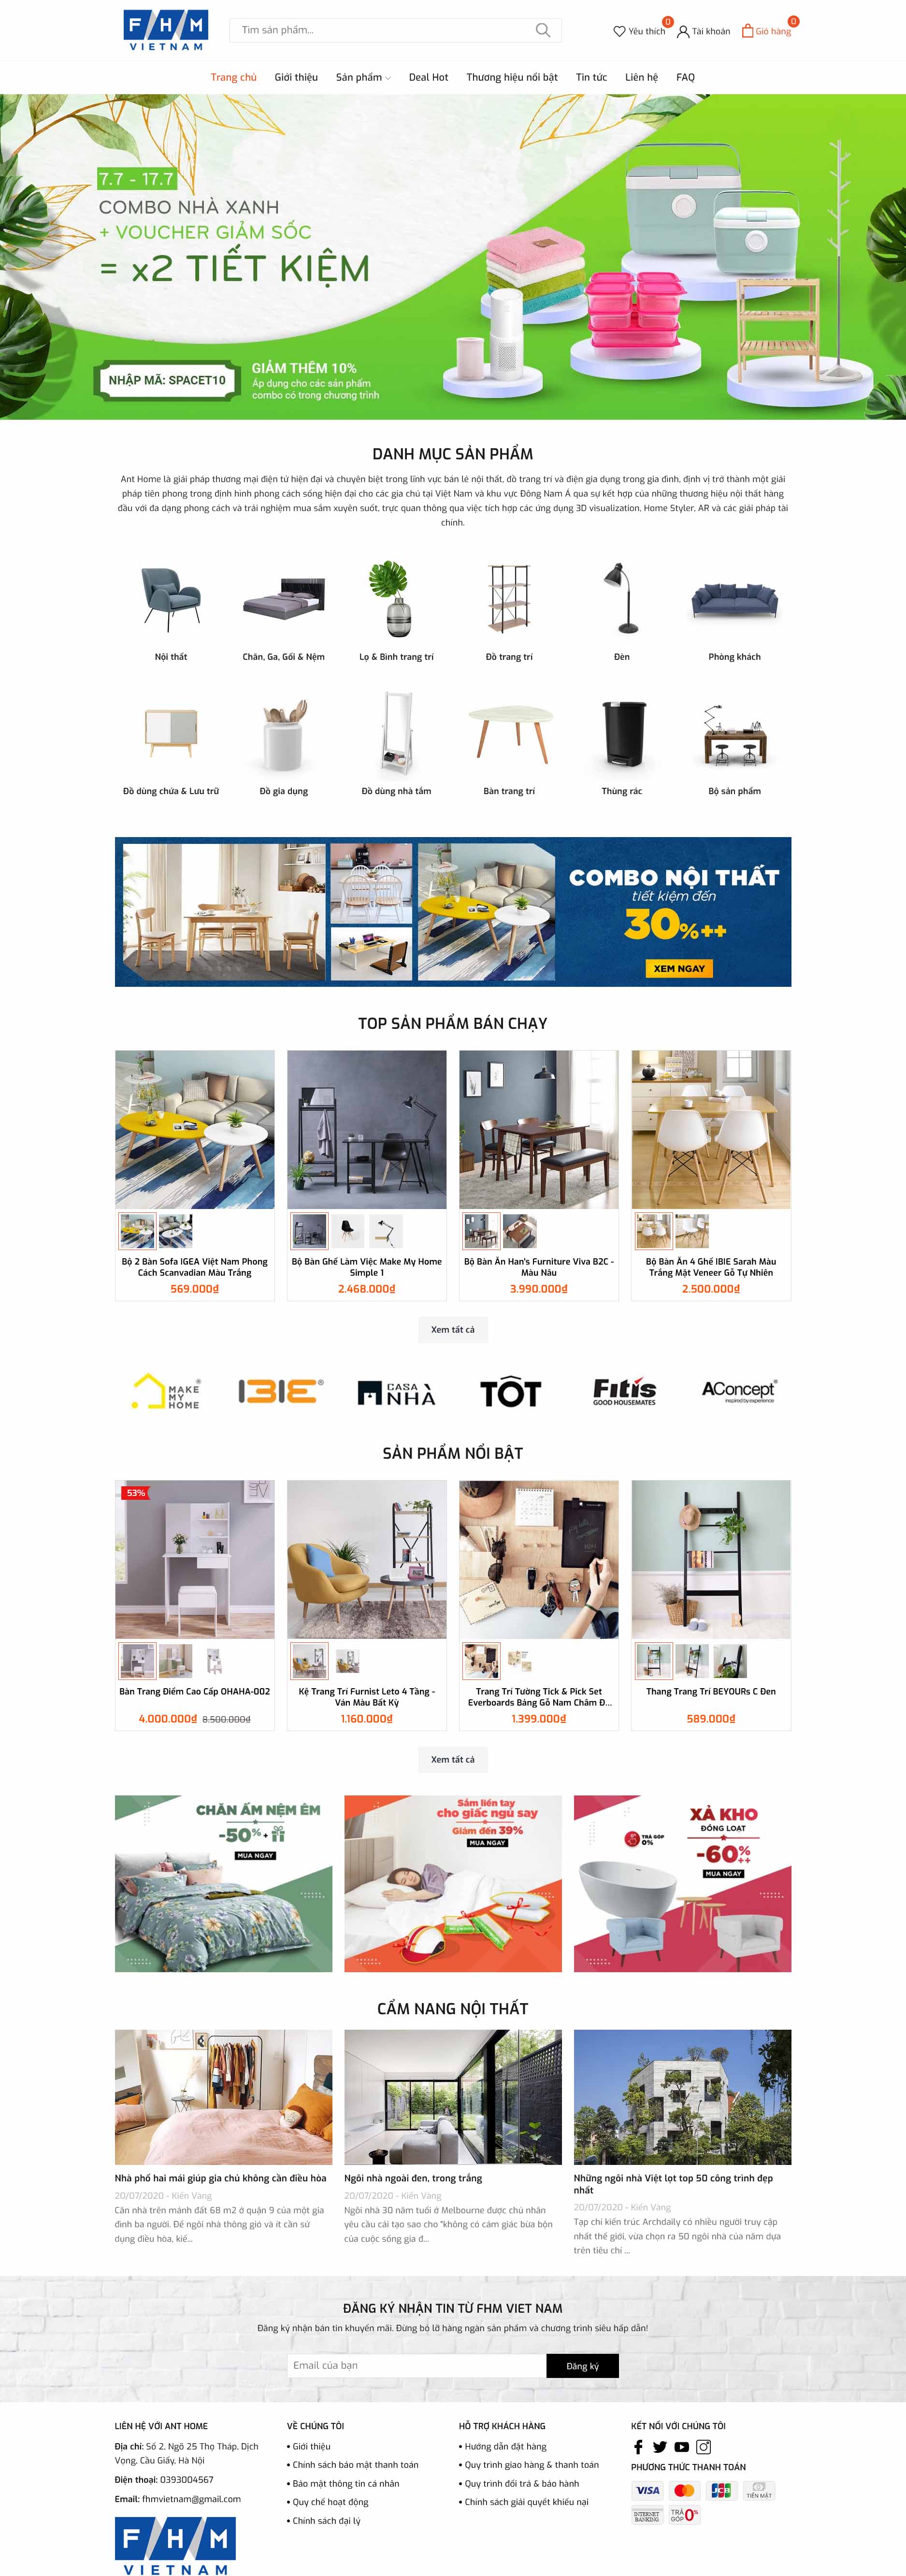 FHM
VIETNAM
Tìm sản phẩm...
0
Yêu thích
Tài khoản
0
Giỏ hàng
Trang chủ
Giới thiệu
Sản phẩm
Deal Hot
Thương hiệu nổi bật
Tin tức
Liên hệ
FAQ
7.7 - 17.7
COMBO NHÀ XANH
+ VOUCHER GIẢM SỐC
= x2 TIẾT KIỆM
NHẬP MÃ: SPACET10
GIẢM THÊM 10%
Áp dụng cho các sản phẩm
combo có trong chương trình
DANH MỤC SẢN PHẨM
Ant Home là giải pháp thương mại điện tử hiện đại và chuyên biệt trong lĩnh vực bán lẻ nội thất, đồ trang trí và điện gia dụng trong gia đình, định vị trở thành một giải
pháp tiên phong trong định hình phong cách sống hiện đại cho các gia chủ tại Việt Nam và khu vực Đông Nam Á qua sự kết hợp của những thương hiệu nội thất hàng
đầu với đa dạng phong cách và trải nghiệm mua sắm xuyên suốt, trực quan thông qua việc tích hợp các ứng dụng 3D visualization, Home Styler, AR và các giải pháp tài
chính.
Nội thất
Chăn, Ga, Gối & Nệm
Lọ & Bình trang trí
Đồ trang trí
Đèn
Phòng khách
Đồ dùng chứa & Lưu trữ
Đồ gia dụng
Đồ dùng nhà tắm
Bàn trang trí
Thùng rác
Bộ sản phẩm
COMBO NỘI THẤT
tiết kiệm đến
30%++
XEM NGAY
TOP SẢN PHẨM BÁN CHẠY
Bộ 2 Bàn Sofa IGEA Việt Nam Phong
Cách Scanvadian Màu Trắng
569.000₫
Bộ Bàn Ghế Làm Việc Make My Home
Simple 1
2.468.000₫
Bộ Bàn Ăn Han's Furniture Viva B2C -
Màu Nâu
3.990.000₫
Bộ Bàn Ăn 4 Ghế IBIE Sarah Màu
Trắng Mặt Veneer Gỗ Tự Nhiên
2.500.000₫
Xem tất cả
MAKE
MY
HOME
IBIE
CASA
NHÀ
TÔT
Fitis
GOOD HOUSEMATES
AConcept
inspired by experience
SẢN PHẨM NỔI BẬT
53%
Bàn Trang Điểm Cao Cấp OHAHA-002
4.000.000₫ 8.500.000₫
Kệ Trang Trí Furnist Leto 4 Tầng -
Ván Màu Bất Kỳ
1.160.000₫
Trang Trí Tường Tick & Pick Set
Everboards Bảng Gỗ Nam Châm Đ...
1.399.000₫
Thang Trang Trí BEYOURs C Đen
589.000₫
Xem tất cả
CHĂN ẤM NỆM ÊM
-50% +
MUA NGAY
Sắm liền tay
cho giấc ngủ say
Giảm đến 39%
MUA NGAY
XẢ KHO
ĐỒNG LOẠT
TRẢ GÓP
0%
-60%++
MUA NGAY
CẨM NANG NỘI THẤT
Nhà phố hai mái giúp gia chủ không cần điều hòa
20/07/2020 - Kiến Vàng
Căn nhà trên mảnh đất 68 m2 ở quận 9 của một gia
đình ba người. Để ngôi nhà thông gió và ít cần sử
dụng điều hòa, kiế...
Ngôi nhà ngoài đen, trong trắng
20/07/2020 - Kiến Vàng
Ngôi nhà 30 năm tuổi ở Melbourne được chủ nhân
yêu cầu cải tạo sao cho "không có cảm giác bừa bộn
của cuộc sống gia đ...
Những ngôi nhà Việt lọt top 50 công trình đẹp
nhất
20/07/2020 - Kiến Vàng
Tạp chí kiến trúc Archdaily có nhiều người truy cập
nhất thế giới, vừa chọn ra 50 ngôi nhà của năm dựa
trên tiêu chí ...
ĐĂNG KÝ NHẬN TIN TỪ FHM VIET NAM
Đăng ký nhận bản tin khuyến mãi. Đừng bỏ lỡ hàng ngàn sản phẩm và chương trình siêu hấp dẫn!
Email của bạn
Đăng ký
LIÊN HỆ VỚI ANT HOME
Địa chỉ: Số 2, Ngõ 25 Thọ Tháp, Dịch
Vọng, Cầu Giấy, Hà Nội
Điện thoại: 0393004567
Email: fhmvietnam@gmail.com
FHM
VIETNAM
VỀ CHÚNG TÔI
• Giới thiệu
• Chính sách bảo mật thanh toán
• Bảo mật thông tin cá nhân
• Quy chế hoạt động
• Chính sách đại lý
HỖ TRỢ KHÁCH HÀNG
• Hướng dẫn đặt hàng
• Quy trình giao hàng & thanh toán
• Quy trình đổi trả & bảo hành
• Chính sách giải quyết khiếu nại
KẾT NỐI VỚI CHÚNG TÔI
PHƯƠNG THỨC THANH TOÁN
VISA
MasterCard
JCB
TIỀN MẶT
INTERNET
BANKING
TRẢ
GÓP 0%